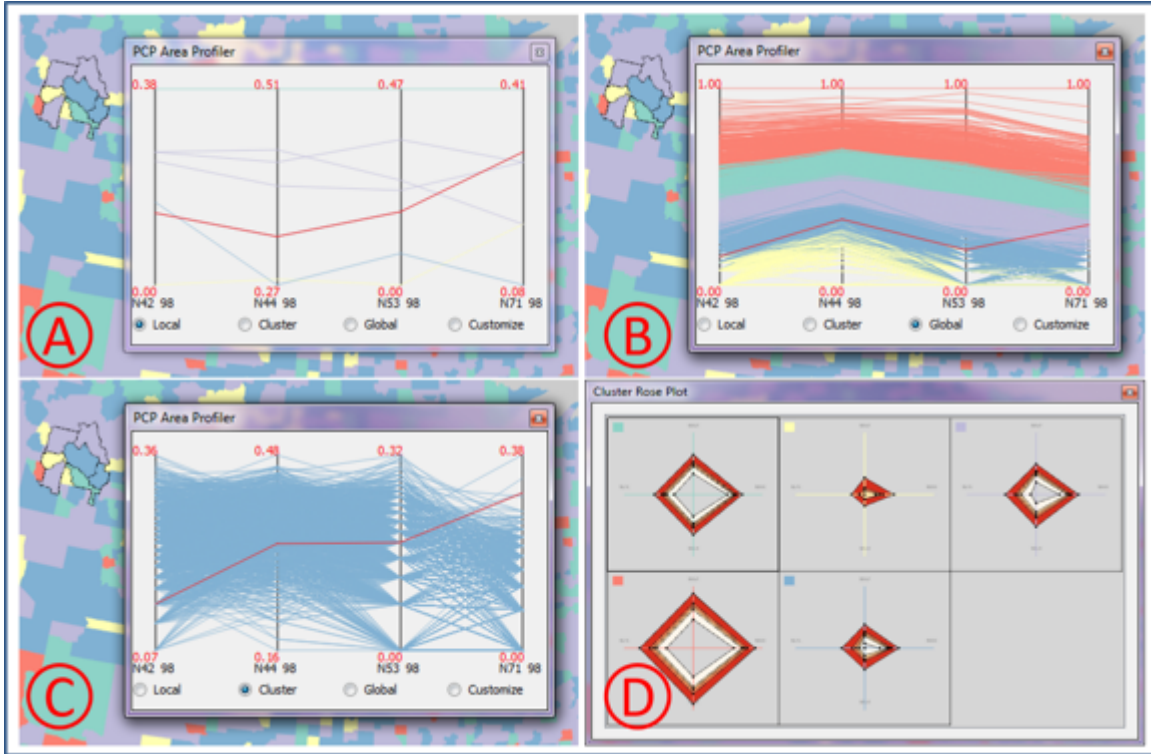 PCP Area Profiler
0.38 0.51 0.47 0.41
0.00 0.27 0.00 0.08
N42 98 N44 98 N53 98 N71 98
Local Cluster Global Customize
A
PCP Area Profiler
1.00 1.00 1.00 1.00
0.00 0.00 0.00 0.00
N42 98 N44 98 N53 98 N71 98
Local Cluster Global Customize
B
PCP Area Profiler
0.36 0.48 0.32 0.38
0.07 0.16 0.00 0.00
N42 98 N44 98 N53 98 N71 98
Local Cluster Global Customize
C
Cluster Rose Plot
D